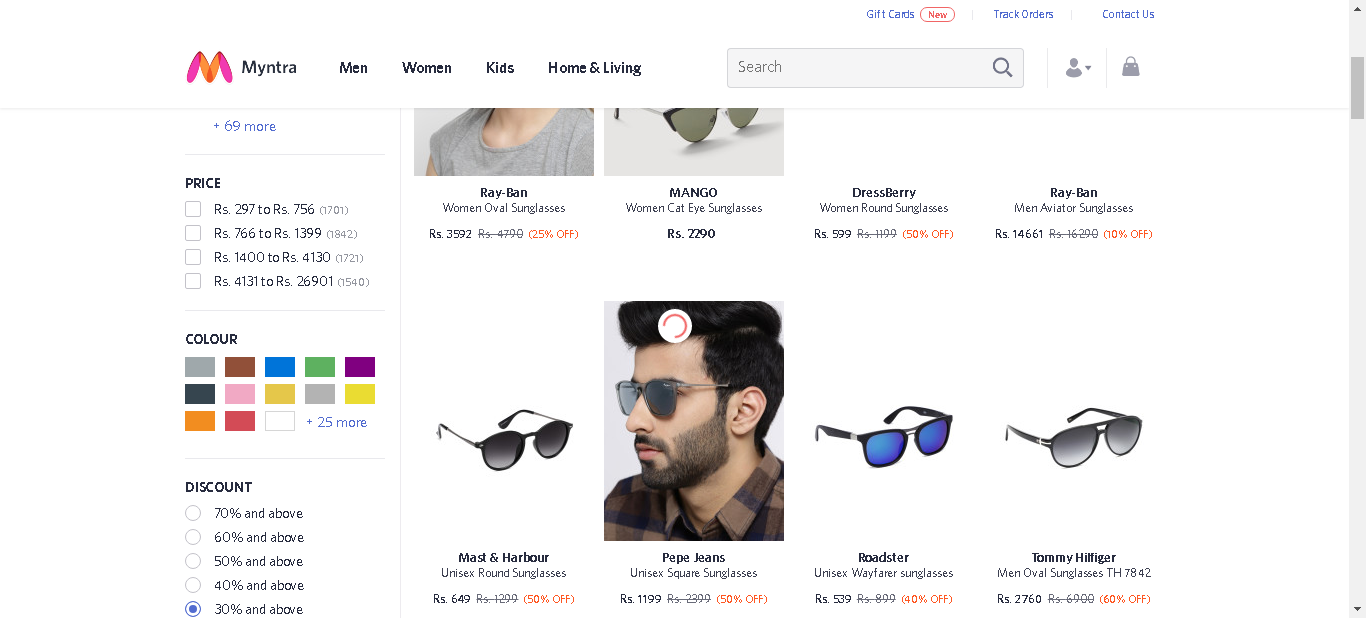 Gift Cards New Track Orders Contact Us
Myntra Men Women Kids Home & Living Search
+ 69 more
PRICE
Rs. 297 to Rs. 756 (1701)
Rs. 766 to Rs. 1399 (1842)
Rs. 1400 to Rs. 4130 (1721)
Rs. 4131 to Rs. 26901 (1540)
COLOUR
+ 25 more
DISCOUNT
70% and above
60% and above
50% and above
40% and above
30% and above
Ray-Ban
Women Oval Sunglasses
Rs. 3592 Rs. 4790 (25% OFF)
MANGO
Women Cat Eye Sunglasses
Rs. 2290
DressBerry
Women Round Sunglasses
Rs. 599 Rs. 1199 (50% OFF)
Ray-Ban
Men Aviator Sunglasses
Rs. 14661 Rs. 16290 (10% OFF)
Mast & Harbour
Unisex Round Sunglasses
Rs. 649 Rs. 1299 (50% OFF)
Pepe Jeans
Unisex Square Sunglasses
Rs. 1199 Rs. 2399 (50% OFF)
Roadster
Unisex Wayfarer sunglasses
Rs. 539 Rs. 899 (40% OFF)
Tommy Hilfiger
Men Oval Sunglasses TH 7842
Rs. 2760 Rs. 6900 (60% OFF)